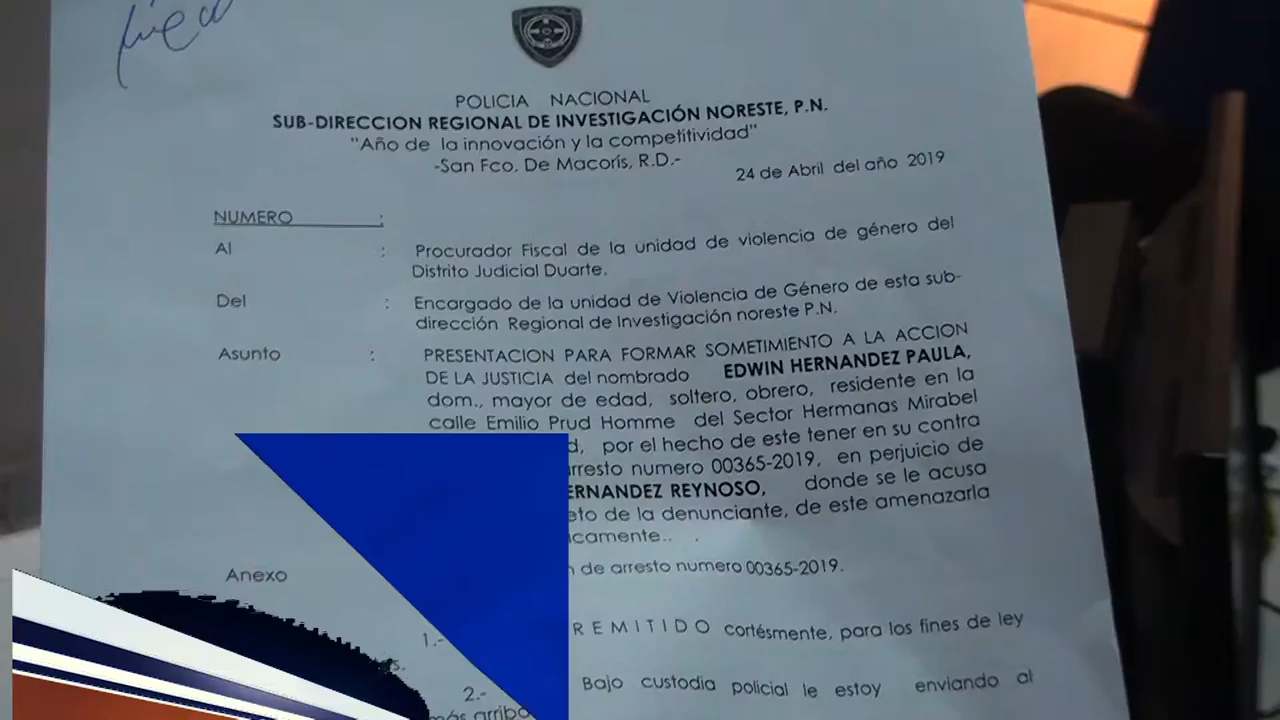 POLICIA NACIONAL
SUB-DIRECCION REGIONAL DE INVESTIGACIÓN NORESTE, P.N.
"Año de la innovación y la competitividad"
-San Fco. De Macorís, R.D.-
24 de Abril del año 2019
NUMERO :
Al : Procurador Fiscal de la unidad de violencia de género del
Distrito Judicial Duarte.
Del : Encargado de la unidad de Violencia de Género de esta sub-
dirección Regional de Investigación noreste P.N.
Asunto : PRESENTACION PARA FORMAR SOMETIMIENTO A LA ACCION
DE LA JUSTICIA del nombrado EDWIN HERNANDEZ PAULA,
dom., mayor de edad, soltero, obrero, residente en la
calle Emilio Prud Homme del Sector Hermanas Mirabel
d, por el hecho de este tener en su contra
rresto numero 00365-2019, en perjuicio de
ERNANDEZ REYNOSO, donde se le acusa
eto de la denunciante, de este amenazarla
icamente.. .
Anexo
n de arresto numero 00365-2019.
1.- REMITIDO cortésmente, para los fines de ley
s.
2.- Bajo custodia policial le estoy enviando al
más arriba